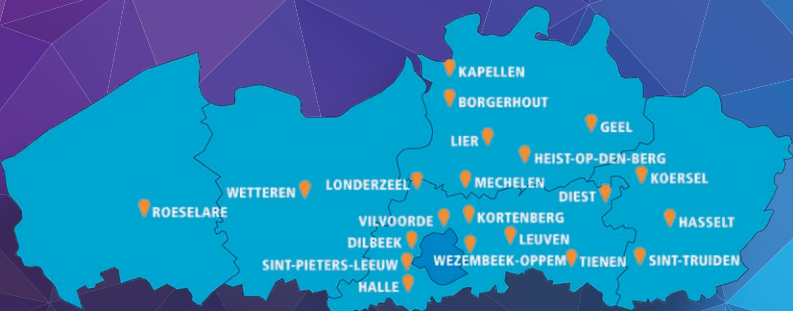 KAPELLEN
BORGERHOUT
GEEL
LIER
HEIST-OP-DEN-BERG
KOERSEL
LONDERZEEL
MECHELEN
WETTEREN
DIEST
ROESELARE
VILVOORDE
KORTENBERG
HASSELT
DILBEEK
LEUVEN
SINT-PIETERS-LEEUW
WEZEMBEEK-OPPEM
TIENEN
SINT-TRUIDEN
HALLE